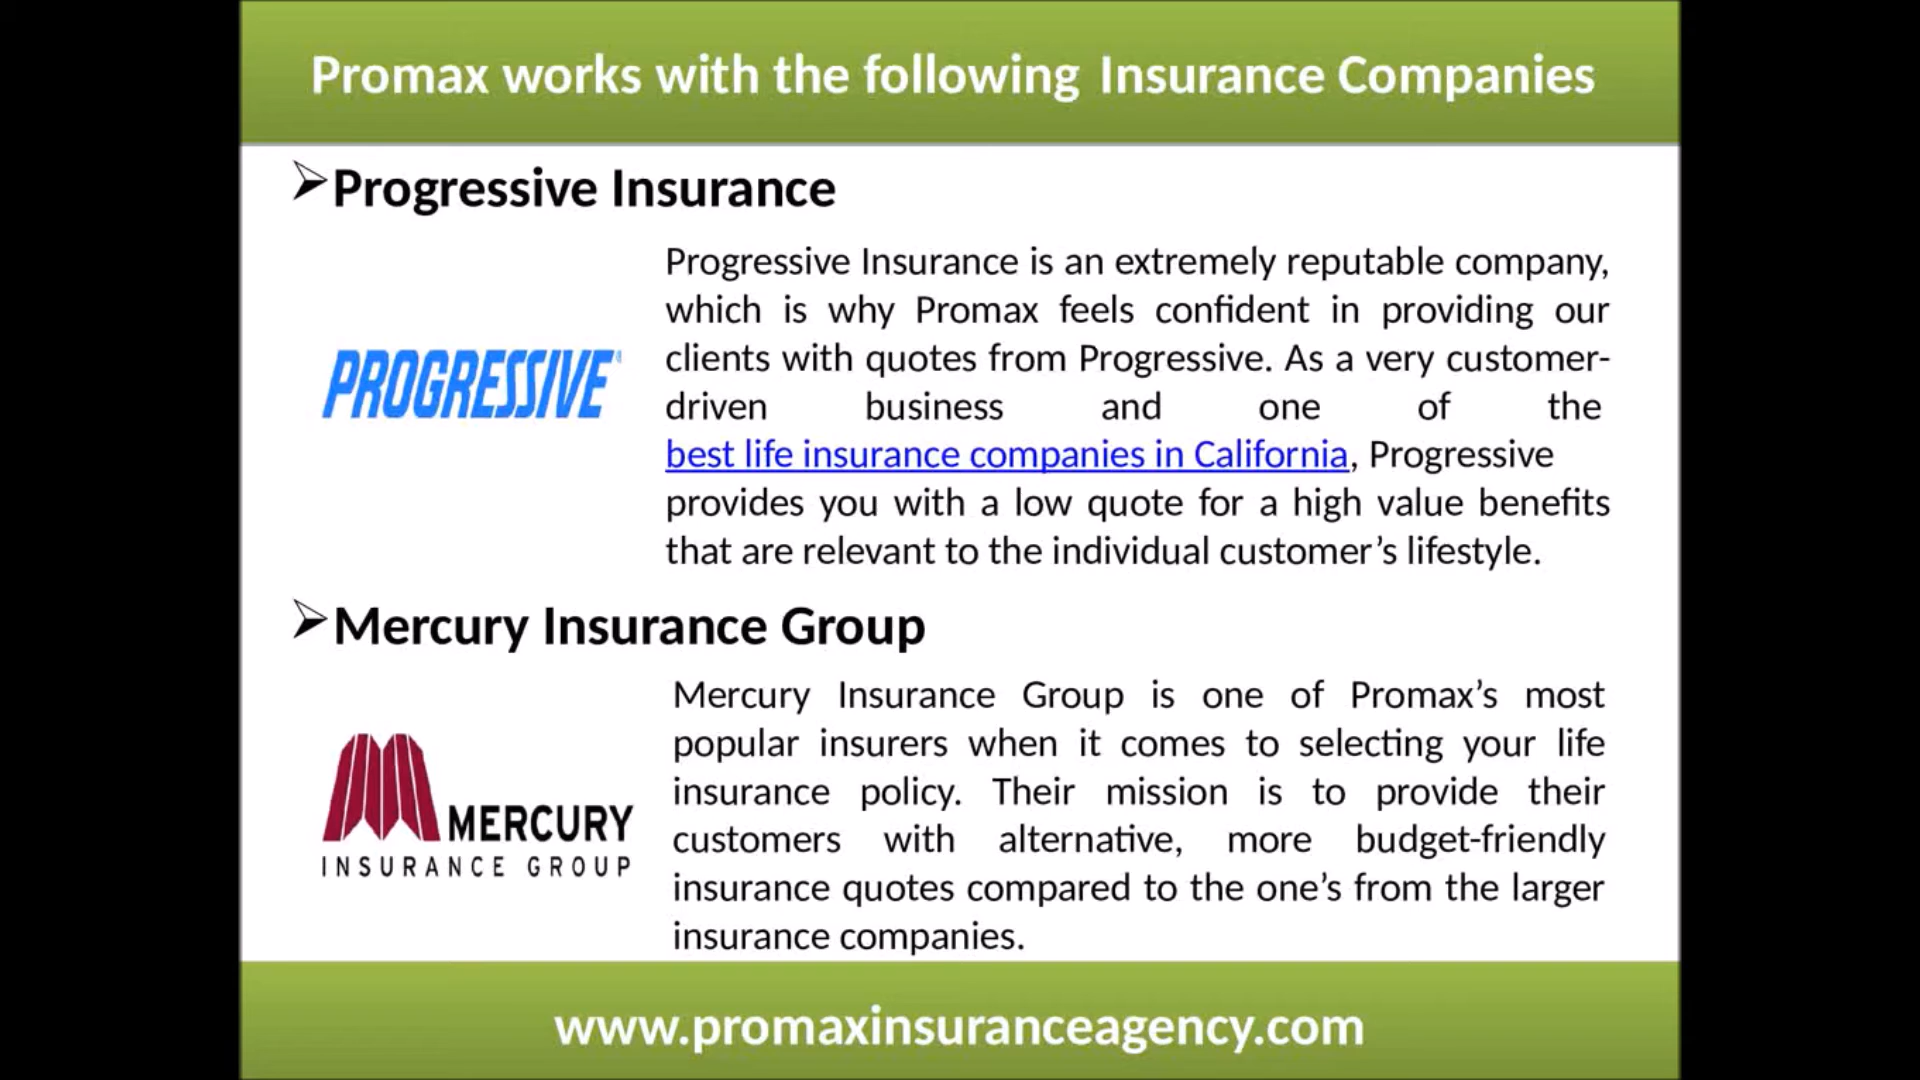 Promax works with the following Insurance Companies
Progressive Insurance
Progressive Insurance is an extremely reputable company,
which is why Promax feels confident in providing our
clients with quotes from Progressive. As a very customer-
driven business and one of the
best life insurance companies in California, Progressive
provides you with a low quote for a high value benefits
that are relevant to the individual customer’s lifestyle.
PROGRESSIVE®
Mercury Insurance Group
Mercury Insurance Group is one of Promax’s most
popular insurers when it comes to selecting your life
insurance policy. Their mission is to provide their
customers with alternative, more budget-friendly
insurance quotes compared to the one’s from the larger
insurance companies.
MERCURY
INSURANCE GROUP
www.promaxinsuranceagency.com